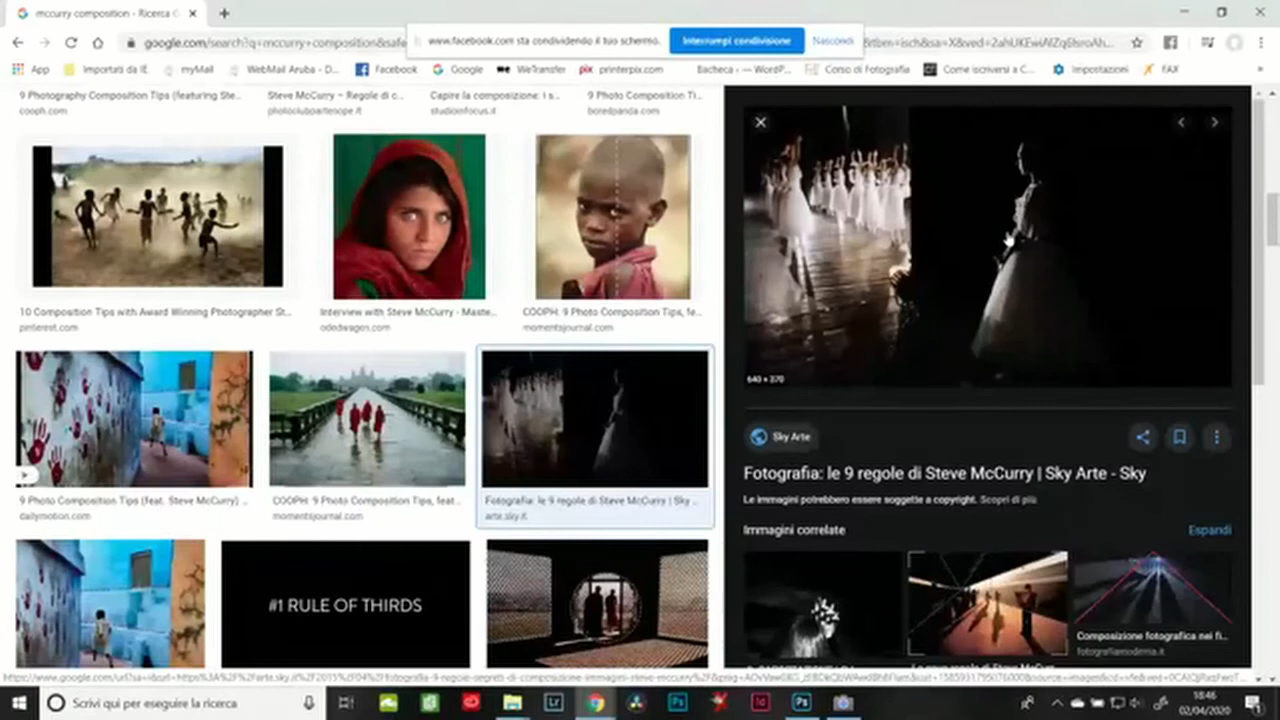 mccurry composition - Ricerca G
www.facebook.com sta condividendo il tuo schermo.
Interrompi condivisione
Nascondi
google.com/search?q=mccurry+composition&safe
App
Importati da IE
myMail
WebMail Aruba - D...
Facebook
Google
WeTransfer
pix printerpix.com
Bacheca ‹ — WordP...
Corso di Fotografia
Come iscriversi a C...
Impostazioni
FAX
9 Photography Composition Tips (featuring Ste...
cooph.com
Steve McCurry – Regole di c...
photoclubpartenope.it
Capire la composizione: i s...
studioinfocus.it
9 Photo Composition Ti...
boredpanda.com
10 Composition Tips with Award Winning Photographer St...
pinterest.com
Interview with Steve McCurry - Maste...
odedwagen.com
COOPH: 9 Photo Composition Tips, fe...
momentsjournal.com
9 Photo Composition Tips (feat. Steve McCurry) ...
dailymotion.com
COOPH: 9 Photo Composition Tips, feat...
momentsjournal.com
Fotografia: le 9 regole di Steve McCurry | Sky ...
arte.sky.it
#1 RULE OF THIRDS
640 × 370
Sky Arte
Fotografia: le 9 regole di Steve McCurry | Sky Arte - Sky
Le immagini potrebbero essere soggette a copyright. Scopri di più
Immagini correlate
Espandi
Composizione fotografica nei fi...
fotografiamoderna.it
Scrivi qui per eseguire la ricerca
Lr
Ps
Id
Ps
18:46
02/04/2020